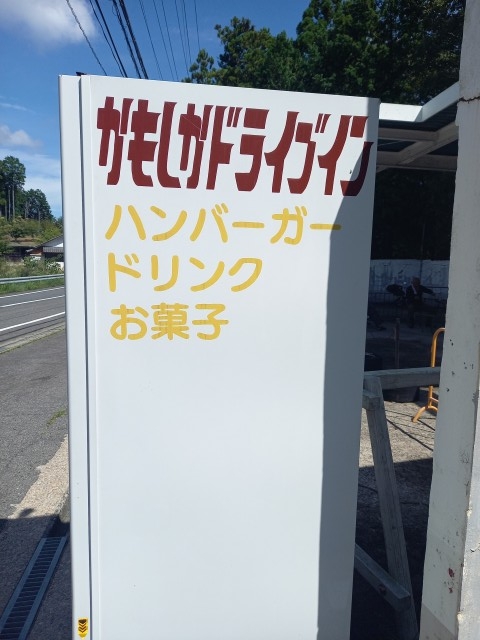 かもしかドライブイン
ハンバーガー
ドリンク
お菓子